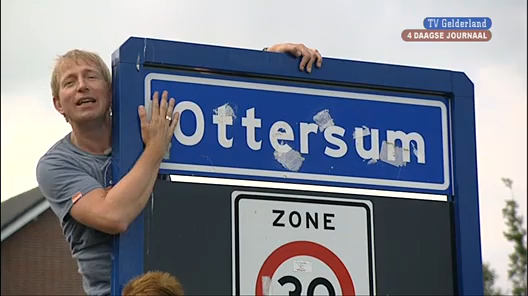 TV Gelderland
4 DAAGSE JOURNAAL
Ottersum
ZONE
30